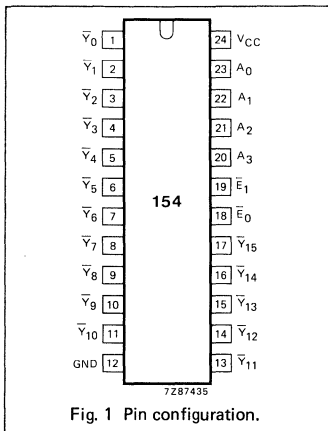 Y̅0 1 24 VCC
Y̅1 2 23 A0
Y̅2 3 22 A1
Y̅3 4 21 A2
Y̅4 5 20 A3
Y̅5 6 19 E̅1
154
Y̅6 7 18 E̅0
Y̅7 8 17 Y̅15
Y̅8 9 16 Y̅14
Y̅9 10 15 Y̅13
Y̅10 11 14 Y̅12
GND 12 13 Y̅11
7Z87435
Fig. 1 Pin configuration.